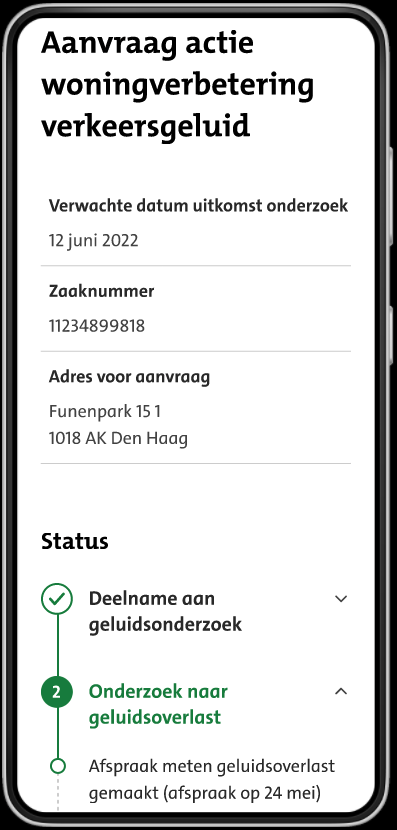 Aanvraag actie
woningverbetering
verkeersgeluid
Verwachte datum uitkomst onderzoek
12 juni 2022
Zaaknummer
11234899818
Adres voor aanvraag
Funenpark 15 1
1018 AK Den Haag
Status
Deelname aan
geluidsonderzoek
2 Onderzoek naar
geluidsoverlast
Afspraak meten geluidsoverlast
gemaakt (afspraak op 24 mei)